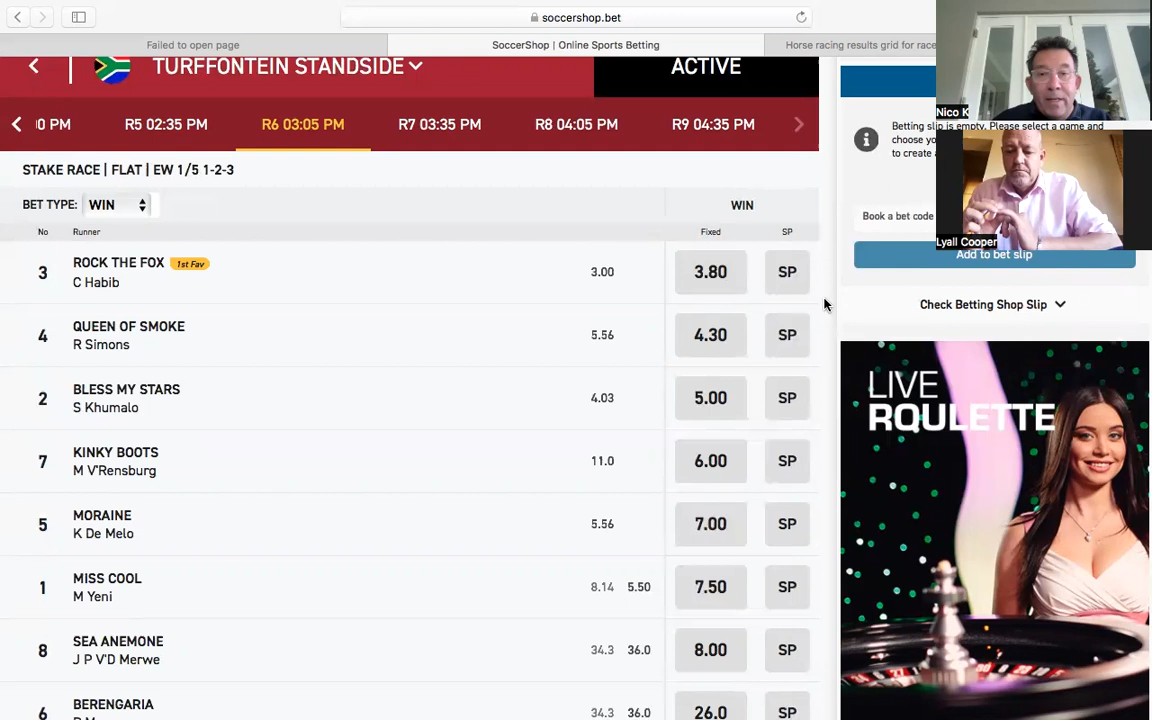 soccershop.bet
Failed to open page
SoccerShop | Online Sports Betting
Horse racing results grid for race
TURFFONTEIN STANDSIDE
ACTIVE
R5 02:35 PM
R6 03:05 PM
R7 03:35 PM
R8 04:05 PM
R9 04:35 PM
STAKE RACE | FLAT | EW 1/5 1-2-3
BET TYPE: WIN
WIN
No Runner Fixed SP
3 ROCK THE FOX 1st Fav 3.00 3.80 SP
C Habib
4 QUEEN OF SMOKE 5.56 4.30 SP
R Simons
2 BLESS MY STARS 4.03 5.00 SP
S Khumalo
7 KINKY BOOTS 11.0 6.00 SP
M V'Rensburg
5 MORAINE 5.56 7.00 SP
K De Melo
1 MISS COOL 8.14 5.50 7.50 SP
M Yeni
8 SEA ANEMONE 34.3 36.0 8.00 SP
J P V'D Merwe
6 BERENGARIA 34.3 36.0 26.0 SP
Nico K
Lyall Cooper
Betting slip is empty. Please select a game and
choose you
to create a
Book a bet code
Add to bet slip
Check Betting Shop Slip
LIVE
ROULETTE